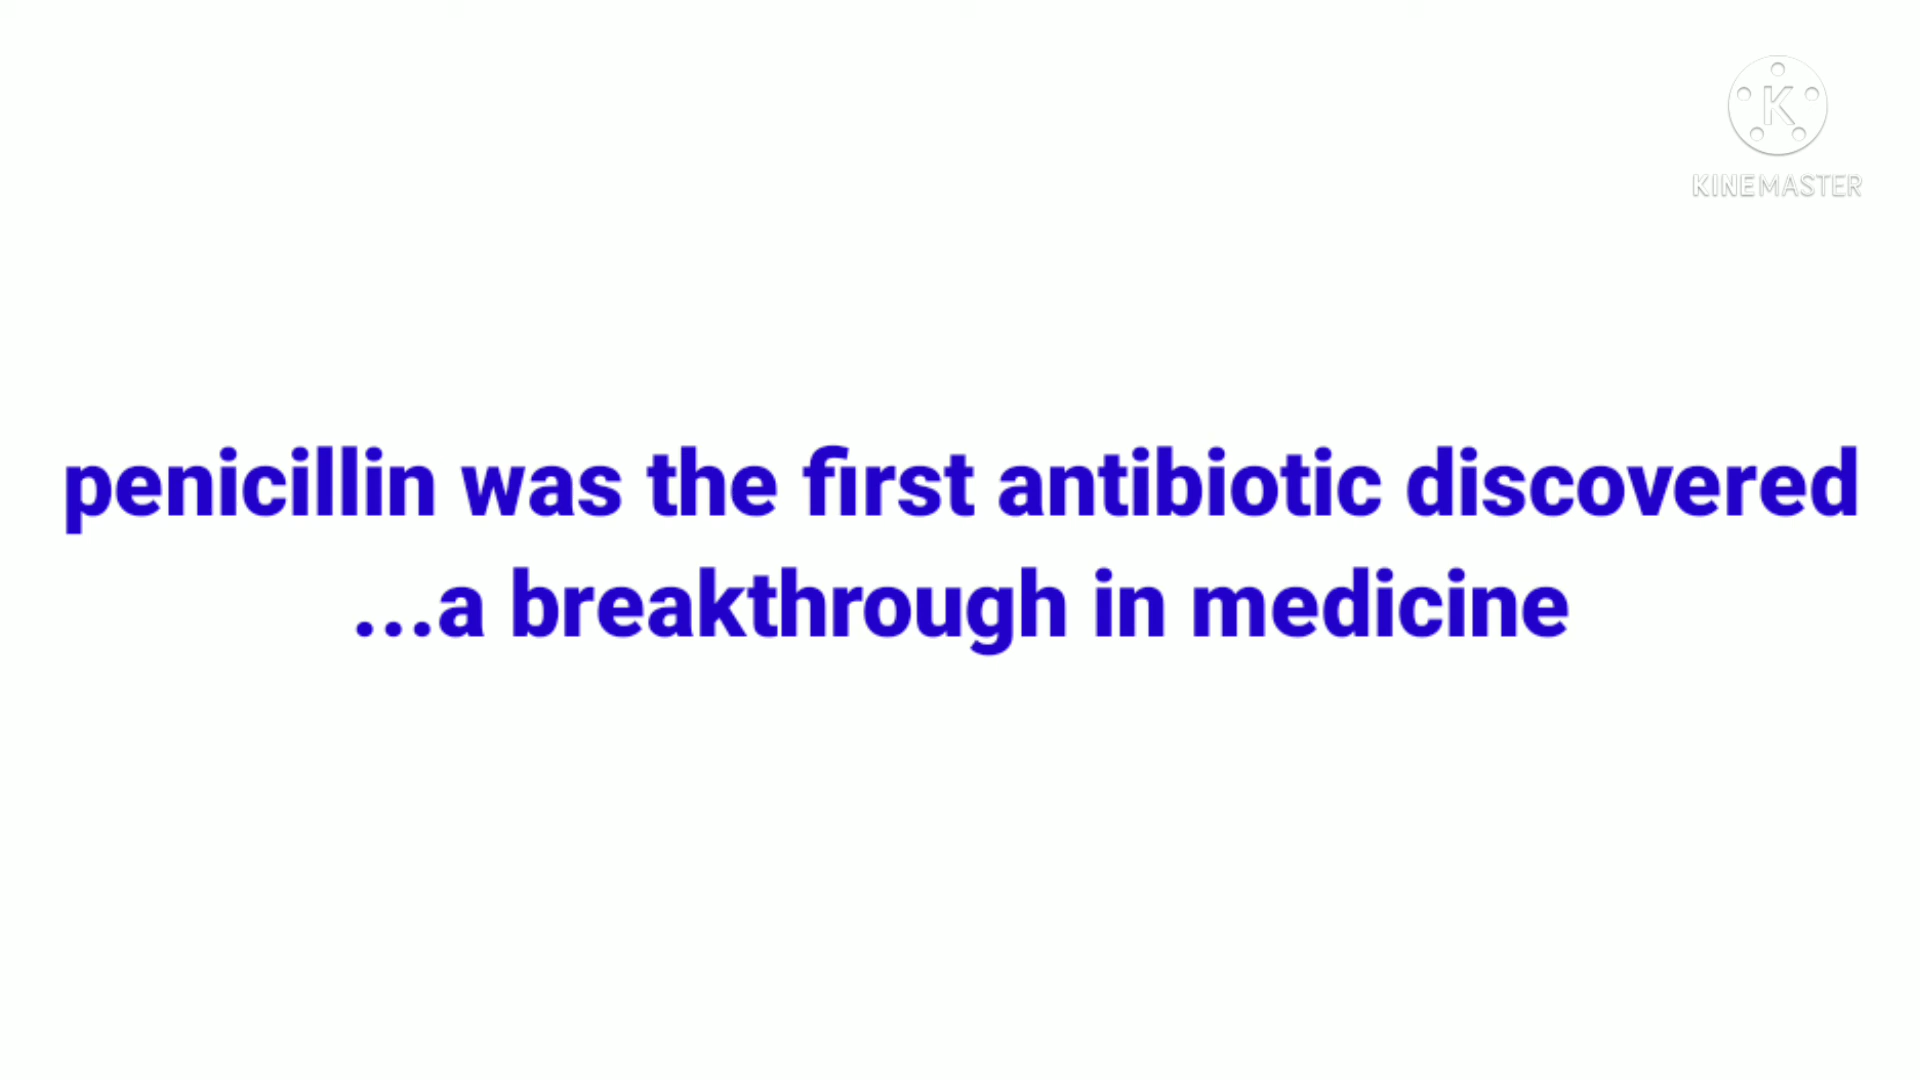 K
KINEMASTER
penicillin was the first antibiotic discovered
...a breakthrough in medicine